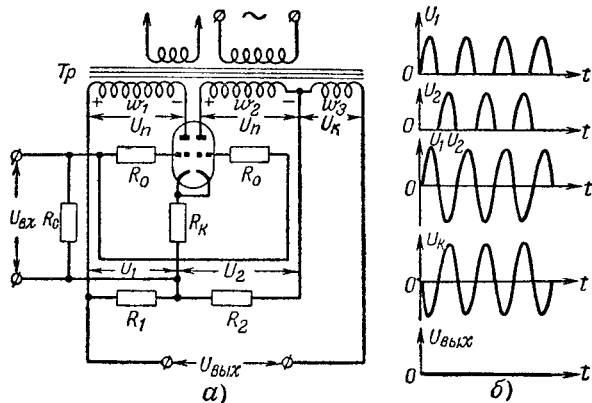 ~
Тр
+ w₁ − + w₂ − w₃
Uп Uп Uк
R₀ R₀
Uвх R_c Rк
U₁ U₂
R₁ R₂
Uвых
а)
U₁
0 t
U₂
0 t
U₁ U₂
0 t
Uк
0 t
Uвых
0 t
б)